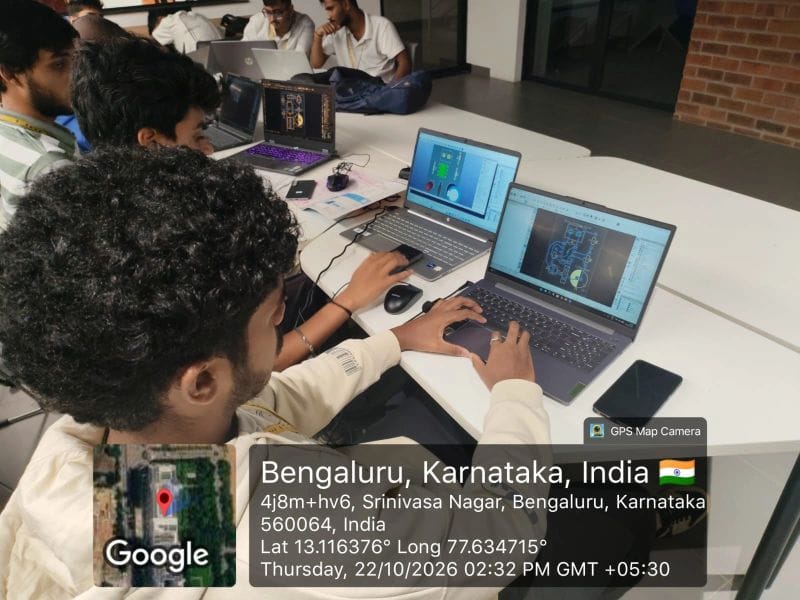 GPS Map Camera
Bengaluru, Karnataka, India
4j8m+hv6, Srinivasa Nagar, Bengaluru, Karnataka
560064, India
Lat 13.116376° Long 77.634715°
Thursday, 22/10/2026 02:32 PM GMT +05:30
Google